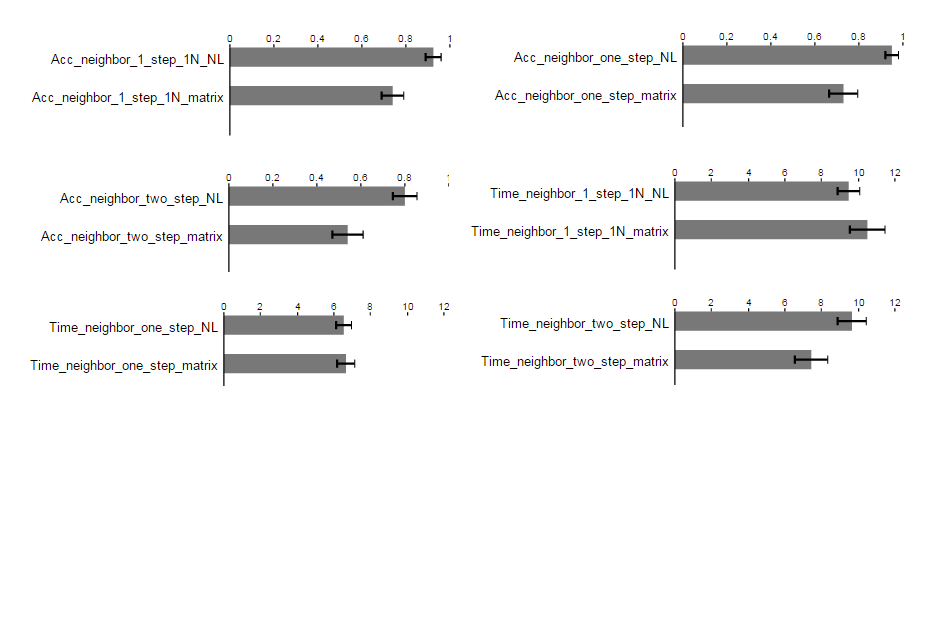 0 0.2 0.4 0.6 0.8 1
Acc_neighbor_1_step_1N_NL
Acc_neighbor_1_step_1N_matrix
0 0.2 0.4 0.6 0.8 1
Acc_neighbor_one_step_NL
Acc_neighbor_one_step_matrix
0 0.2 0.4 0.6 0.8 1
Acc_neighbor_two_step_NL
Acc_neighbor_two_step_matrix
0 2 4 6 8 10 12
Time_neighbor_1_step_1N_NL
Time_neighbor_1_step_1N_matrix
0 2 4 6 8 10 12
Time_neighbor_one_step_NL
Time_neighbor_one_step_matrix
0 2 4 6 8 10 12
Time_neighbor_two_step_NL
Time_neighbor_two_step_matrix